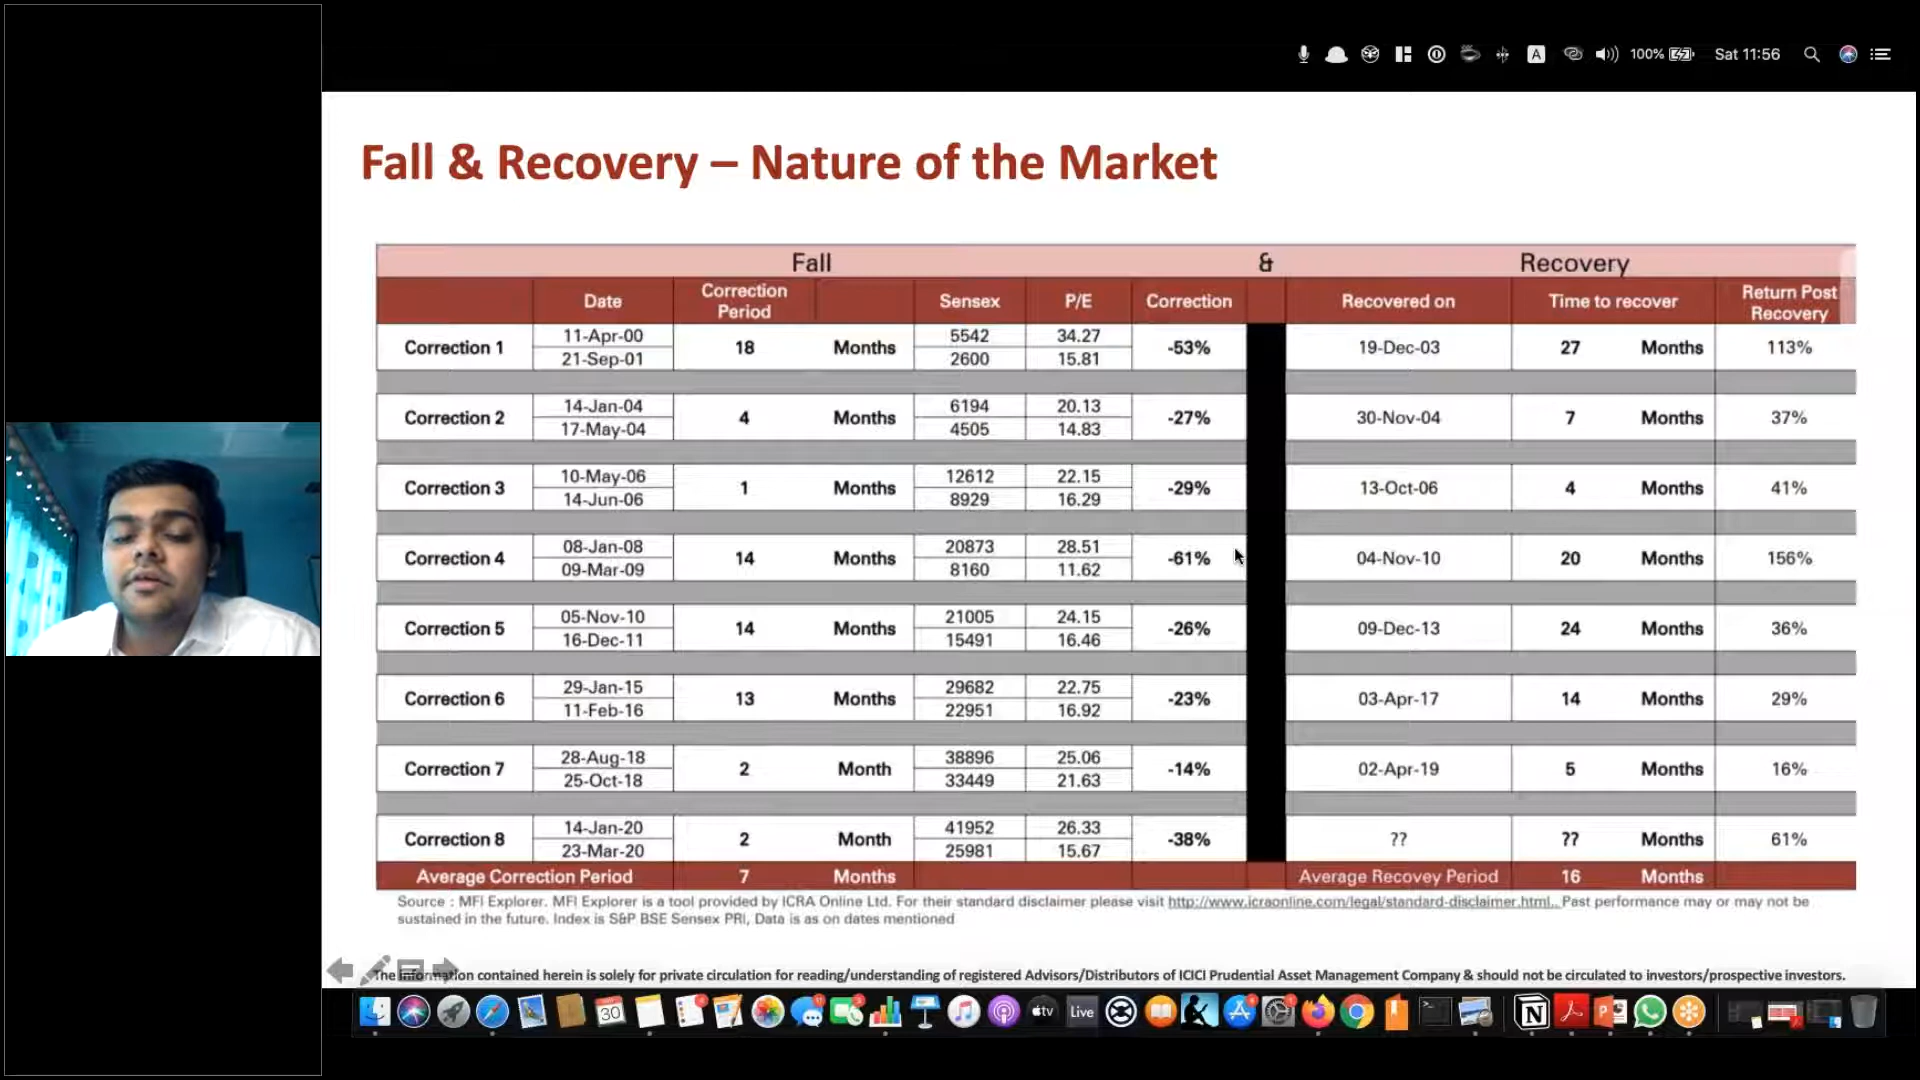 100% Sat 11:56
Fall & Recovery – Nature of the Market
Fall & Recovery
Date Correction Period Sensex P/E Correction Recovered on Time to recover Return Post Recovery
Correction 1 11-Apr-00 18 Months 5542 34.27 -53% 19-Dec-03 27 Months 113%
21-Sep-01 2600 15.81
Correction 2 14-Jan-04 4 Months 6194 20.13 -27% 30-Nov-04 7 Months 37%
17-May-04 4505 14.83
Correction 3 10-May-06 1 Months 12612 22.15 -29% 13-Oct-06 4 Months 41%
14-Jun-06 8929 16.29
Correction 4 08-Jan-08 14 Months 20873 28.51 -61% 04-Nov-10 20 Months 156%
09-Mar-09 8160 11.62
Correction 5 05-Nov-10 14 Months 21005 24.15 -26% 09-Dec-13 24 Months 36%
16-Dec-11 15491 16.46
Correction 6 29-Jan-15 13 Months 29682 22.75 -23% 03-Apr-17 14 Months 29%
11-Feb-16 22951 16.92
Correction 7 28-Aug-18 2 Month 38896 25.06 -14% 02-Apr-19 5 Months 16%
25-Oct-18 33449 21.63
Correction 8 14-Jan-20 2 Month 41952 26.33 -38% ?? ?? Months 61%
23-Mar-20 25981 15.67
Average Correction Period 7 Months Average Recovey Period 16 Months
Source : MFI Explorer. MFI Explorer is a tool provided by ICRA Online Ltd. For their standard disclaimer please visit http://www.icraonline.com/legal/standard-disclaimer.html.. Past performance may or may not be
sustained in the future. Index is S&P BSE Sensex PRI, Data is as on dates mentioned
The information contained herein is solely for private circulation for reading/understanding of registered Advisors/Distributors of ICICI Prudential Asset Management Company & should not be circulated to investors/prospective investors.
30 tv Live